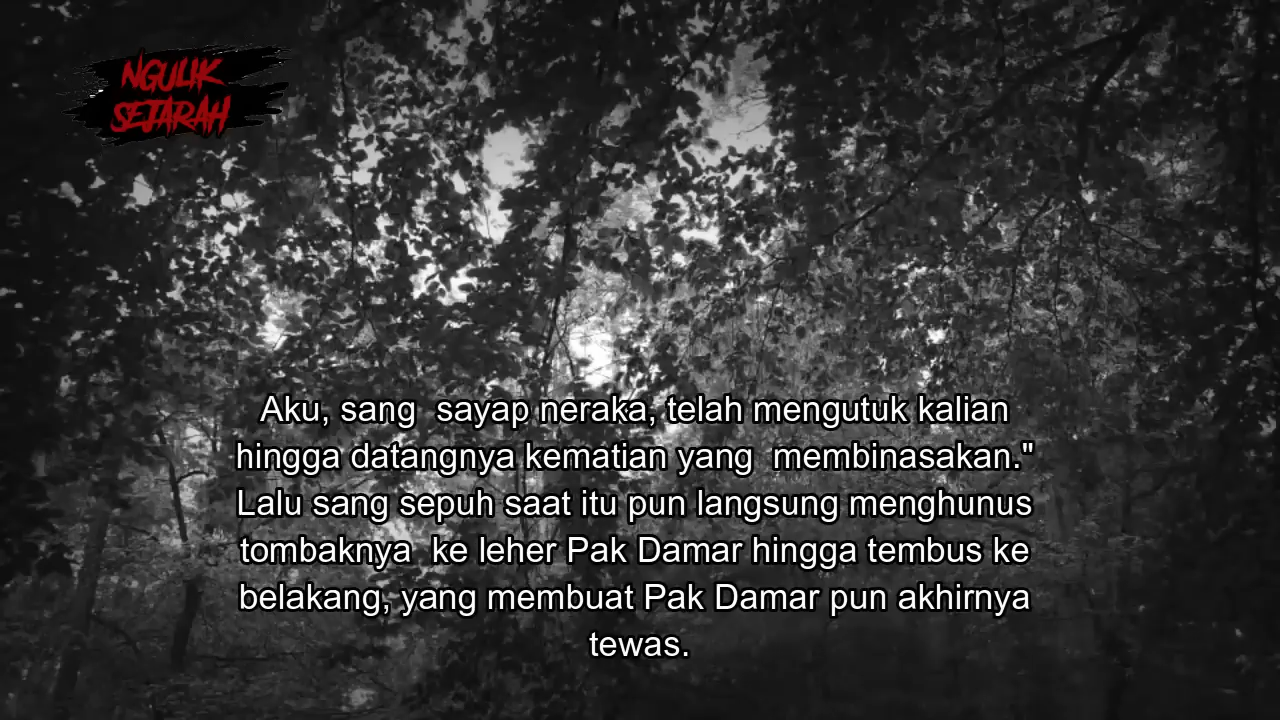 NGULIK
SEJARAH
Aku, sang  sayap neraka, telah mengutuk kalian
hingga datangnya kematian yang  membinasakan."
Lalu sang sepuh saat itu pun langsung menghunus
tombaknya  ke leher Pak Damar hingga tembus ke
belakang, yang membuat Pak Damar pun akhirnya
tewas.